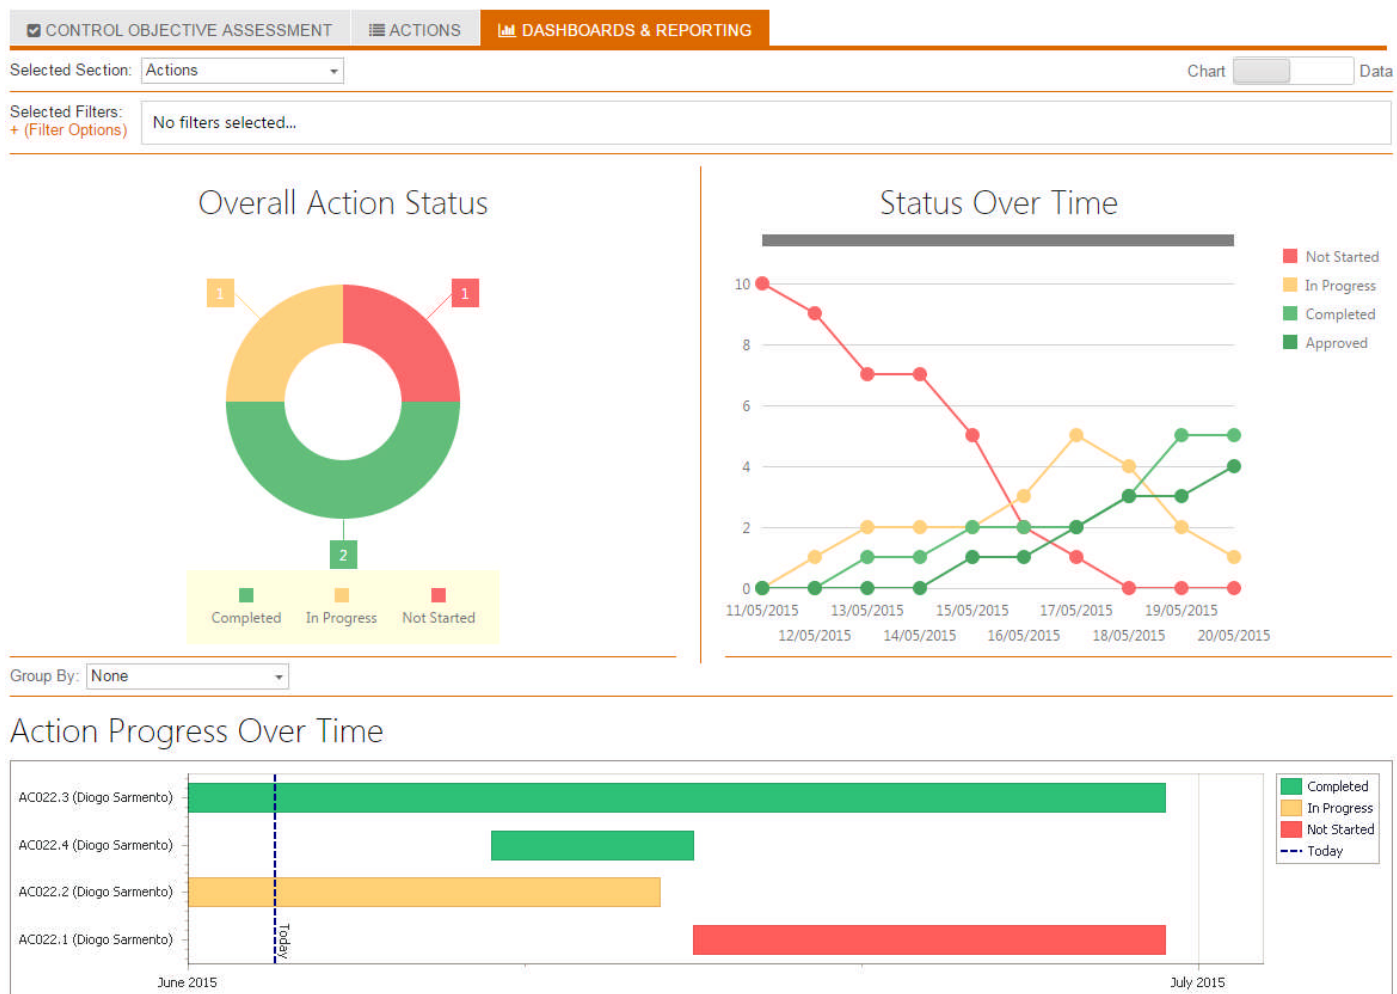 CONTROL OBJECTIVE ASSESSMENT ACTIONS DASHBOARDS & REPORTING
Selected Section: Actions Chart Data
Selected Filters:
+ (Filter Options) No filters selected...
Overall Action Status
1 1
2
Completed In Progress Not Started
Status Over Time
Not Started
In Progress
Completed
Approved
10
8
6
4
2
0
11/05/2015 13/05/2015 15/05/2015 17/05/2015 19/05/2015
12/05/2015 14/05/2015 16/05/2015 18/05/2015 20/05/2015
Group By: None
Action Progress Over Time
AC022.3 (Diogo Sarmento)
AC022.4 (Diogo Sarmento)
AC022.2 (Diogo Sarmento)
AC022.1 (Diogo Sarmento)
Today
June 2015 July 2015
Completed
In Progress
Not Started
Today